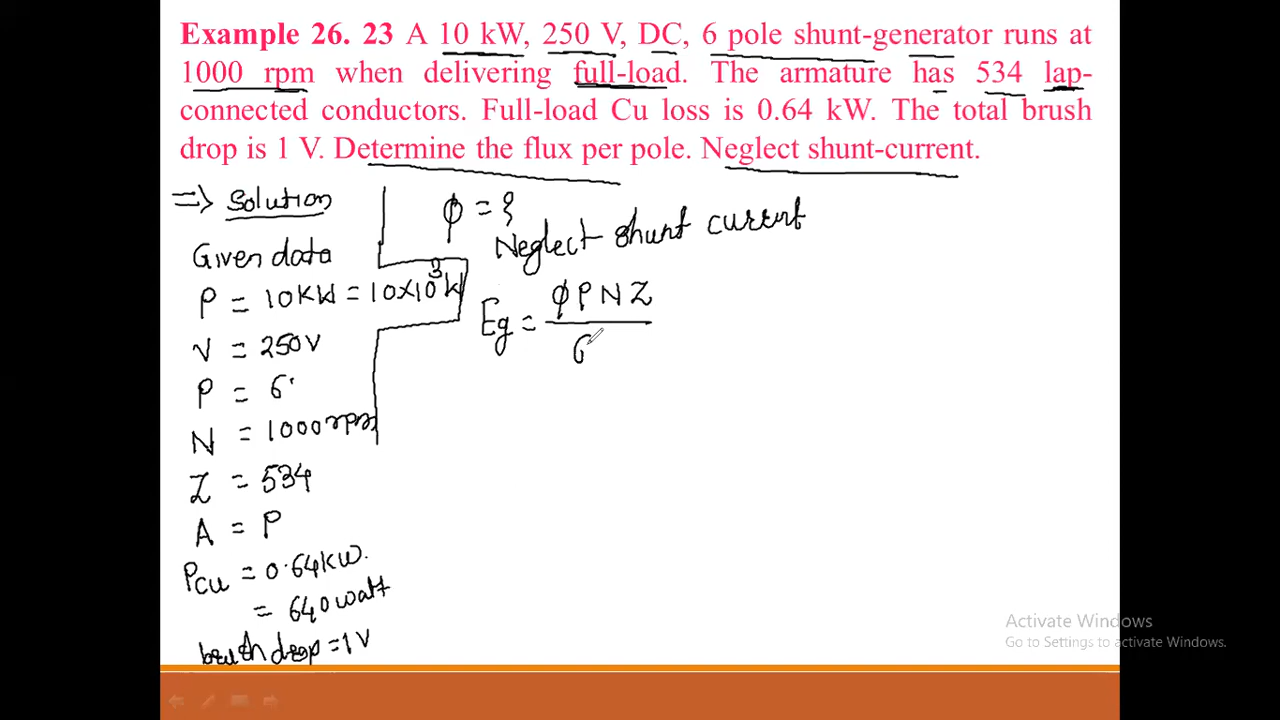 Example 26. 23 A 10 kW, 250 V, DC, 6 pole shunt-generator runs at
1000 rpm when delivering full-load. The armature has 534 lap-
connected conductors. Full-load Cu loss is 0.64 kW. The total brush
drop is 1 V. Determine the flux per pole. Neglect shunt-current.
=> Solution
Given data
P = 10KW = 10×10³ W
V = 250V
P = 6
N = 1000rpm
Z = 534
A = P
Pcu = 0.64kW.
= 640 watt
brush drop = 1V
φ = ?
Neglect shunt current
Eg = φ P N Z
6
Activate Windows
Go to Settings to activate Windows.